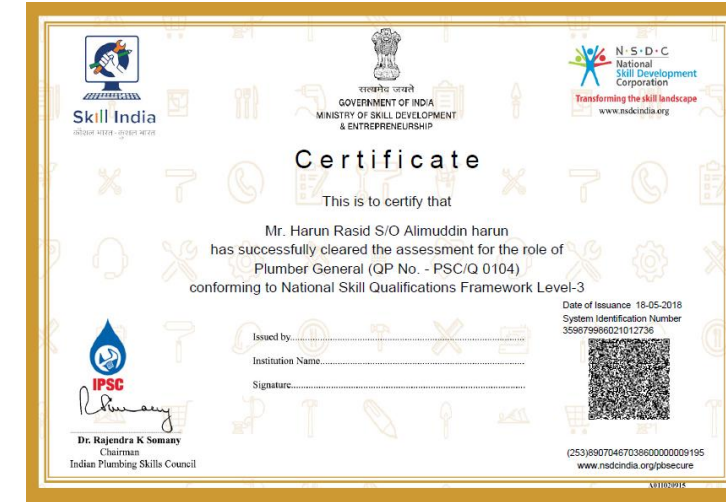 Skill India
कौशल भारत - कुशल भारत
सत्यमेव जयते
GOVERNMENT OF INDIA
MINISTRY OF SKILL DEVELOPMENT
& ENTREPRENEURSHIP
N·S·D·C
National
Skill Development
Corporation
Transforming the skill landscape
www.nsdcindia.org
Certificate
This is to certify that
Mr. Harun Rasid S/O Alimuddin harun
has successfully cleared the assessment for the role of
Plumber General (QP No. - PSC/Q 0104)
conforming to National Skill Qualifications Framework Level-3
Date of Issuance 18-05-2018
System Identification Number
359879986021012736
Issued by
Institution Name
Signature
IPSC
Dr. Rajendra K Somany
Chairman
Indian Plumbing Skills Council
(253)89070467038600000009195
www.nsdcindia.org/pbsecure
A011020915